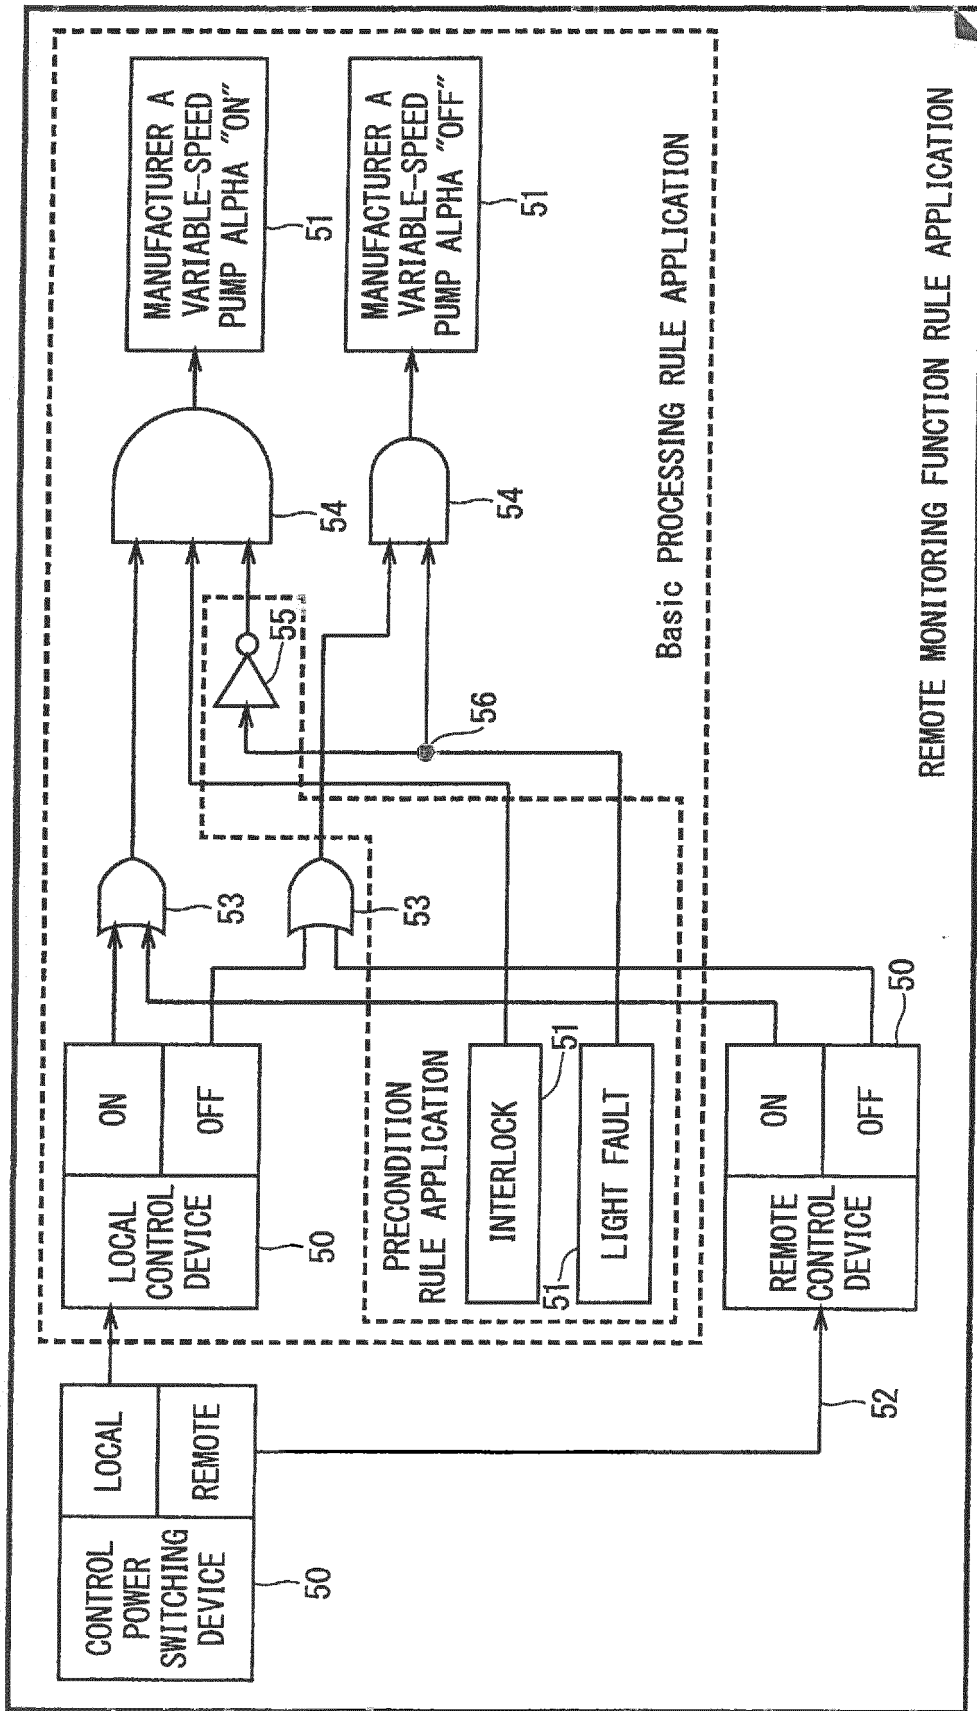 CONTROL
POWER
SWITCHING
DEVICE
LOCAL
REMOTE
50
LOCAL
CONTROL
DEVICE
ON
OFF
50
53
53
54
54
55
56
MANUFACTURER A
VARIABLE-SPEED
PUMP ALPHA "ON"
51
MANUFACTURER A
VARIABLE-SPEED
PUMP ALPHA "OFF"
51
PRECONDITION
RULE APPLICATION
INTERLOCK
51
LIGHT FAULT
51
Basic PROCESSING RULE APPLICATION
52
REMOTE
CONTROL
DEVICE
ON
OFF
50
REMOTE MONITORING FUNCTION RULE APPLICATION